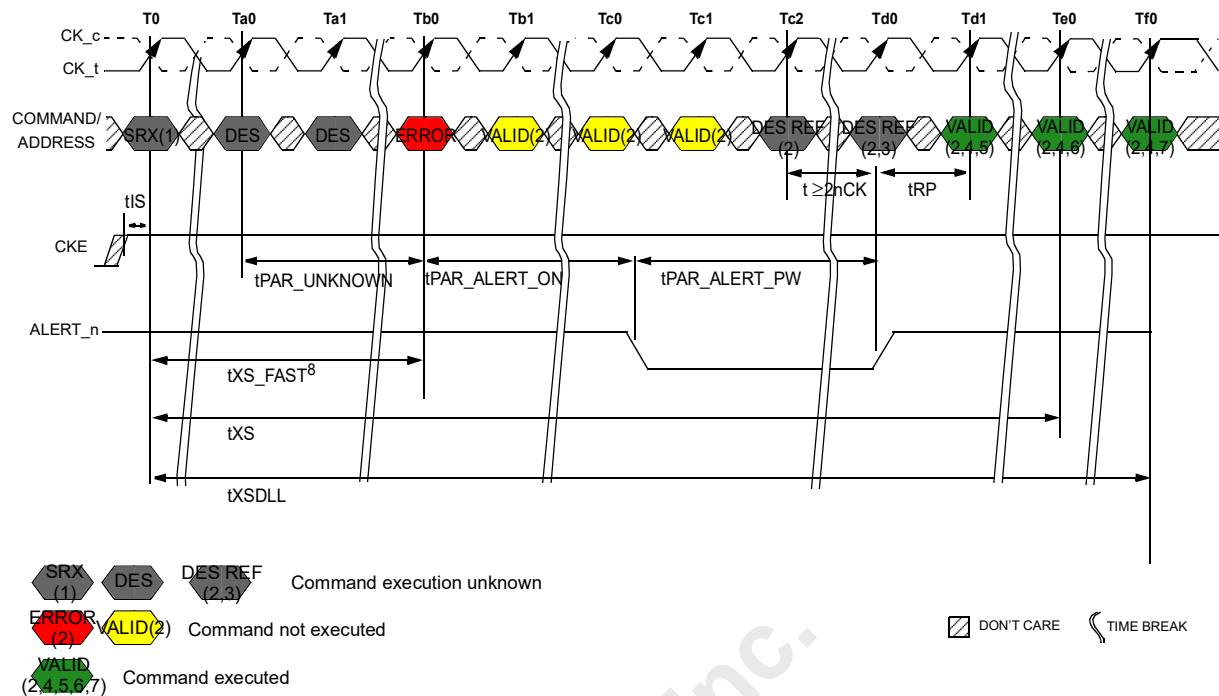 T0 Ta0 Ta1 Tb0 Tb1 Tc0 Tc1 Tc2 Td0 Td1 Te0 Tf0
CK_c
CK_t
COMMAND/
ADDRESS
SRX(1)
DES
DES
ERROR
VALID(2)
VALID(2)
VALID(2)
DES REF
(2)
DES REF
(2,3)
VALID
(2,4,5)
VALID
(2,4,6)
VALID
(2,4,7)
t ≥2nCK
tRP
tIS
CKE
tPAR_UNKNOWN
tPAR_ALERT_ON
tPAR_ALERT_PW
ALERT_n
tXS_FAST8
tXS
tXSDLL
SRX
(1)
DES
DES REF
(2,3)
Command execution unknown
ERROR
(2)
VALID(2)
Command not executed
VALID
(2,4,5,6,7)
Command executed
DON'T CARE
TIME BREAK
Inc.